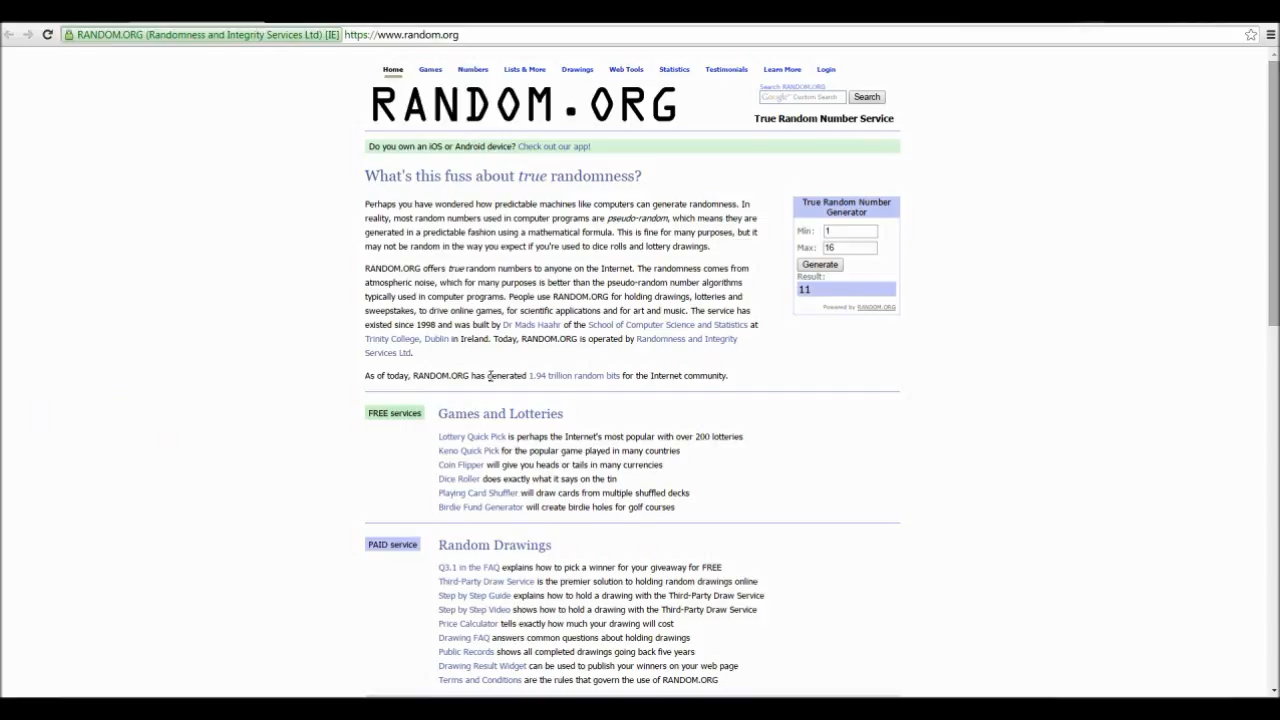 RANDOM.ORG (Randomness and Integrity Services Ltd) [IE] https://www.random.org
Home Games Numbers Lists & More Drawings Web Tools Statistics Testimonials Learn More Login
Search RANDOM.ORG
RANDOM.ORG
Google™ Custom Search Search
True Random Number Service
Do you own an iOS or Android device? Check out our app!
What's this fuss about true randomness?
Perhaps you have wondered how predictable machines like computers can generate randomness. In
reality, most random numbers used in computer programs are pseudo-random, which means they are
generated in a predictable fashion using a mathematical formula. This is fine for many purposes, but it
may not be random in the way you expect if you're used to dice rolls and lottery drawings.
RANDOM.ORG offers true random numbers to anyone on the Internet. The randomness comes from
atmospheric noise, which for many purposes is better than the pseudo-random number algorithms
typically used in computer programs. People use RANDOM.ORG for holding drawings, lotteries and
sweepstakes, to drive online games, for scientific applications and for art and music. The service has
existed since 1998 and was built by Dr Mads Haahr of the School of Computer Science and Statistics at
Trinity College, Dublin in Ireland. Today, RANDOM.ORG is operated by Randomness and Integrity
Services Ltd.
As of today, RANDOM.ORG has generated 1.94 trillion random bits for the Internet community.
True Random Number
Generator
Min: 1
Max: 16
Generate
Result:
11
Powered by RANDOM.ORG
FREE services
Games and Lotteries
Lottery Quick Pick is perhaps the Internet's most popular with over 200 lotteries
Keno Quick Pick for the popular game played in many countries
Coin Flipper will give you heads or tails in many currencies
Dice Roller does exactly what it says on the tin
Playing Card Shuffler will draw cards from multiple shuffled decks
Birdie Fund Generator will create birdie holes for golf courses
PAID service
Random Drawings
Q3.1 in the FAQ explains how to pick a winner for your giveaway for FREE
Third-Party Draw Service is the premier solution to holding random drawings online
Step by Step Guide explains how to hold a drawing with the Third-Party Draw Service
Step by Step Video shows how to hold a drawing with the Third-Party Draw Service
Price Calculator tells exactly how much your drawing will cost
Drawing FAQ answers common questions about holding drawings
Public Records shows all completed drawings going back five years
Drawing Result Widget can be used to publish your winners on your web page
Terms and Conditions are the rules that govern the use of RANDOM.ORG